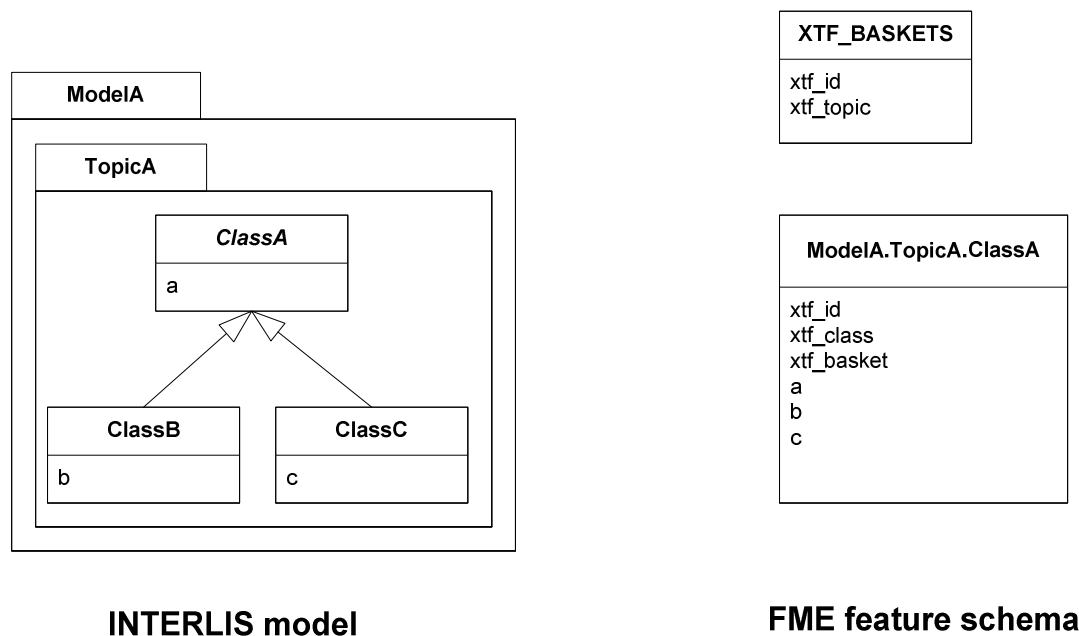 ModelA
TopicA
ClassA
a
ClassB
b
ClassC
c
INTERLIS model
XTF_BASKETS
xtf_id
xtf_topic
ModelA.TopicA.ClassA
xtf_id
xtf_class
xtf_basket
a
b
c
FME feature schema